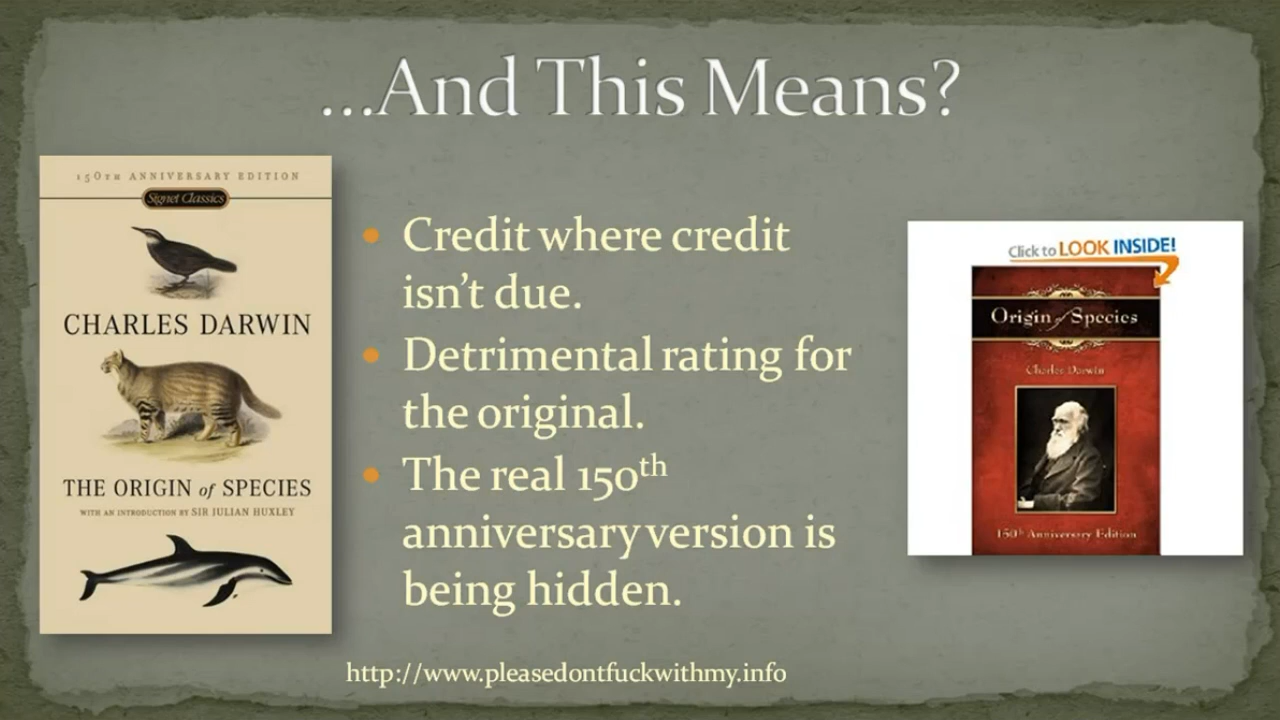 ...And This Means?
150TH ANNIVERSARY EDITION
Signet Classics
CHARLES DARWIN
THE ORIGIN of SPECIES
WITH AN INTRODUCTION BY SIR JULIAN HUXLEY
• Credit where credit
isn't due.
• Detrimental rating for
the original.
• The real 150th
anniversary version is
being hidden.
Click to LOOK INSIDE!
Origin of Species
Charles Darwin
150th Anniversary Edition
http://www.pleasedontfuckwithmy.info